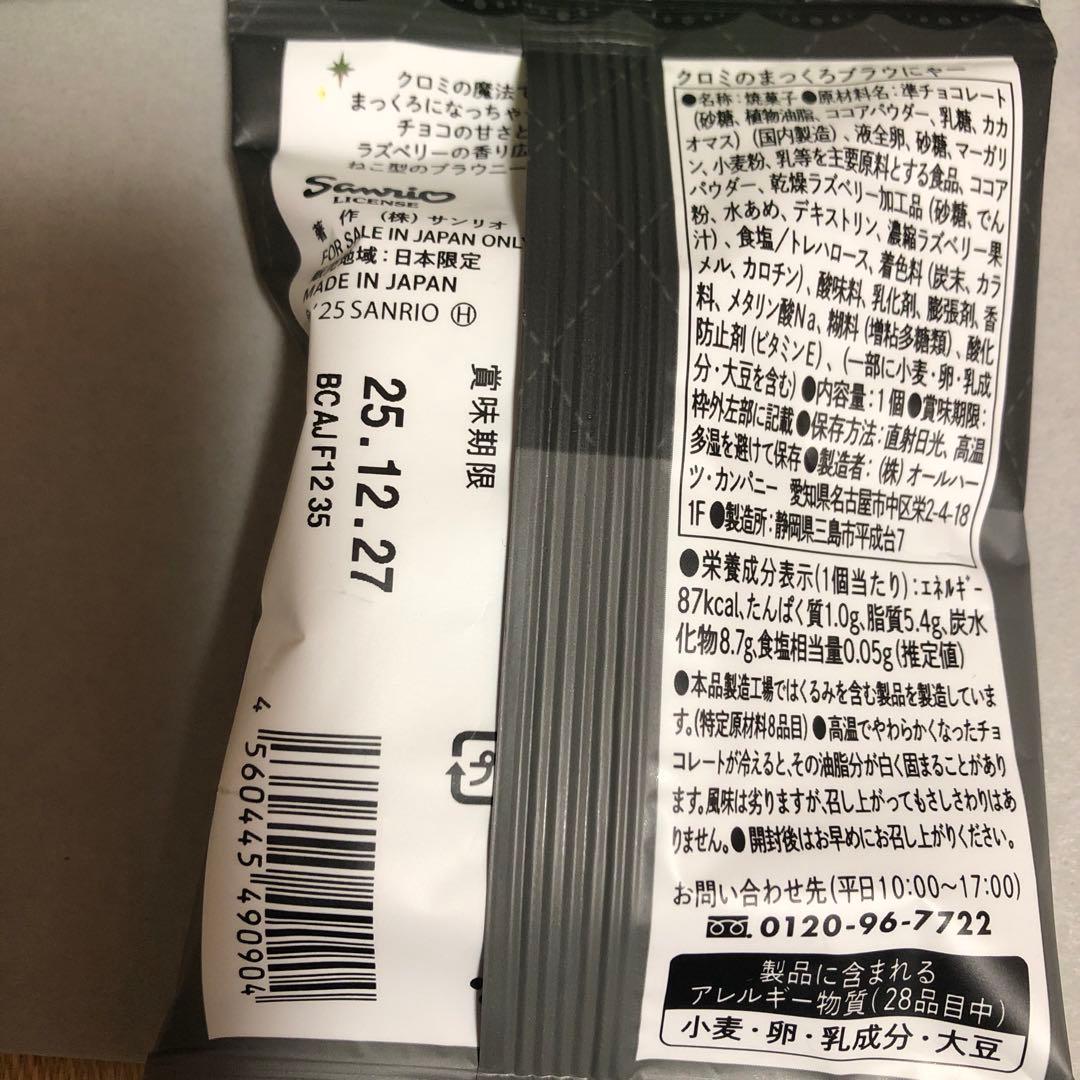 クロミの魔法で
まっくろになっちゃ
チョコの甘さと
ラズベリーの香り広
ねこ型のブラウニー
Sanrio
LICENSE
著 作 (株) サンリオ
FOR SALE IN JAPAN ONLY
地域：日本限定
MADE IN JAPAN
'25 SANRIO Ⓗ
賞味期限
25.12.27
BCAJF1235
4 560445 490904
クロミのまっくろブラウにゃー
●名称：焼菓子●原材料名：準チョコレート
(砂糖、植物油脂、ココアパウダー、乳糖、カカ
オマス)(国内製造)、液全卵、砂糖、マーガリ
ン、小麦粉、乳等を主要原料とする食品、ココア
パウダー、乾燥ラズベリー加工品(砂糖、でん
粉、水あめ、デキストリン、濃縮ラズベリー果
汁)、食塩/トレハロース、着色料(炭末、カラ
メル、カロチン)、酸味料、乳化剤、膨張剤、香
料、メタリン酸Na、糊料(増粘多糖類)、酸化
防止剤(ビタミンE)、(一部に小麦・卵・乳成
分・大豆を含む)●内容量：1個●賞味期限：
枠外左部に記載●保存方法：直射日光、高温
多湿を避けて保存●製造者：(株)オールハー
ツ・カンパニー 愛知県名古屋市中区栄2-4-18
1F●製造所：静岡県三島市平成台7
●栄養成分表示(1個当たり)：エネルギー
87kcal、たんぱく質1.0g、脂質5.4g、炭水
化物8.7g、食塩相当量0.05g(推定値)
●本品製造工場ではくるみを含む製品を製造していま
す。(特定原材料8品目)●高温でやわらかくなったチョ
コレートが冷えると、その油脂分が白く固まることがあり
ます。風味は劣りますが、召し上がってもさしさわりはあ
りません。●開封後はお早めにお召し上がりください。
お問い合わせ先(平日10:00〜17:00)
0120-96-7722
製品に含まれる
アレルギー物質(28品目中)
小麦・卵・乳成分・大豆